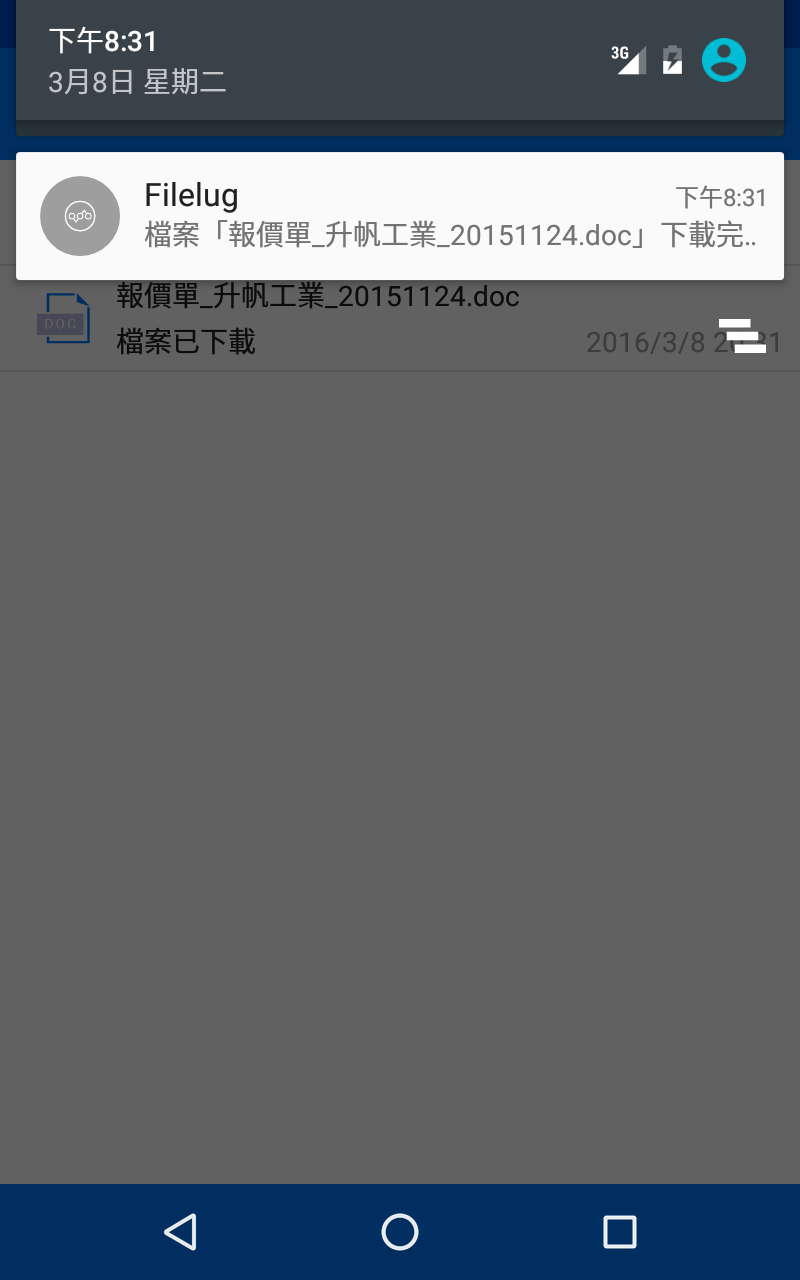 下午8:31
3月8日 星期二
3G
Filelug
下午8:31
檔案「報價單_升帆工業_20151124.doc」下載完..
報價單_升帆工業_20151124.doc
DOC
檔案已下載
2016/3/8 20:31